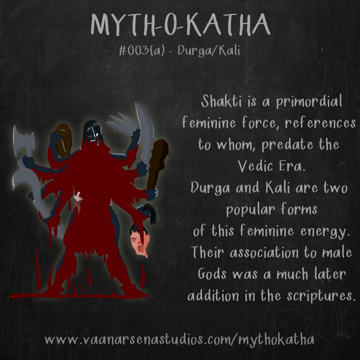 MYTH-O-KATHA
#003(a) - Durga/Kali
Shakti is a primordial
feminine force, references
to whom, predate the
Vedic Era.
Durga and Kali are two
popular forms
of this feminine energy.
Their association to male
Gods was a much later
addition in the scriptures.
www.vaanarsenastudios.com/mythokatha